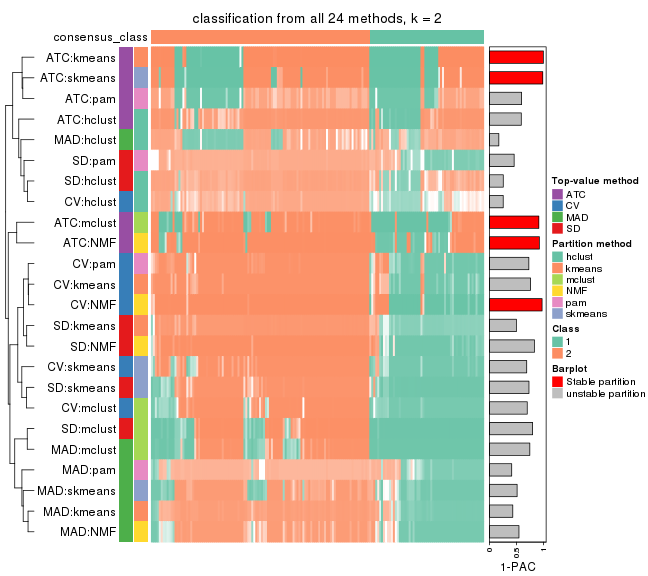 classification from all 24 methods, k = 2
consensus_class
ATC:kmeans
ATC:skmeans
ATC:pam
ATC:hclust
MAD:hclust
SD:pam
SD:hclust
CV:hclust
ATC:mclust
ATC:NMF
CV:pam
CV:kmeans
CV:NMF
SD:kmeans
SD:NMF
CV:skmeans
SD:skmeans
CV:mclust
SD:mclust
MAD:mclust
MAD:pam
MAD:skmeans
MAD:kmeans
MAD:NMF
0
0.5
1
1-PAC
Top-value method
ATC
CV
MAD
SD
Partition method
hclust
kmeans
mclust
NMF
pam
skmeans
Class
1
2
Barplot
Stable partition
unstable partition